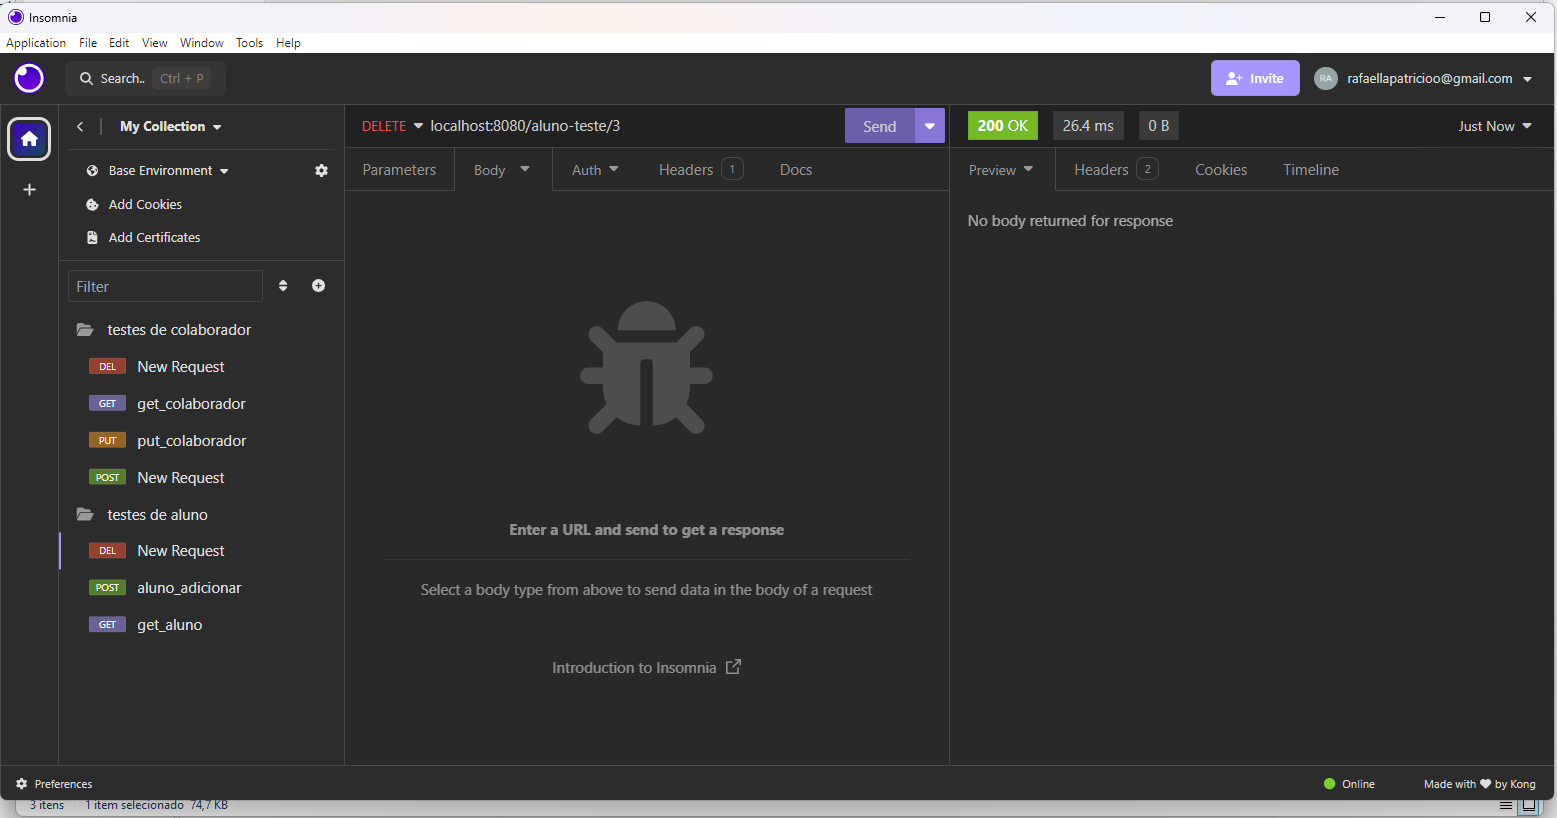 Insomnia
Application File Edit View Window Tools Help
Search.. Ctrl + P
Invite
RA
rafaellapatricioo@gmail.com
My Collection
Base Environment
Add Cookies
Add Certificates
Filter
testes de colaborador
DEL New Request
GET get_colaborador
PUT put_colaborador
POST New Request
testes de aluno
DEL New Request
POST aluno_adicionar
GET get_aluno
DELETE localhost:8080/aluno-teste/3
Send
Parameters Body Auth Headers 1 Docs
Enter a URL and send to get a response
Select a body type from above to send data in the body of a request
Introduction to Insomnia
200 OK 26.4 ms 0 B Just Now
Preview Headers 2 Cookies Timeline
No body returned for response
Preferences
Online
Made with by Kong
3 itens 1 item selecionado 74,7 KB